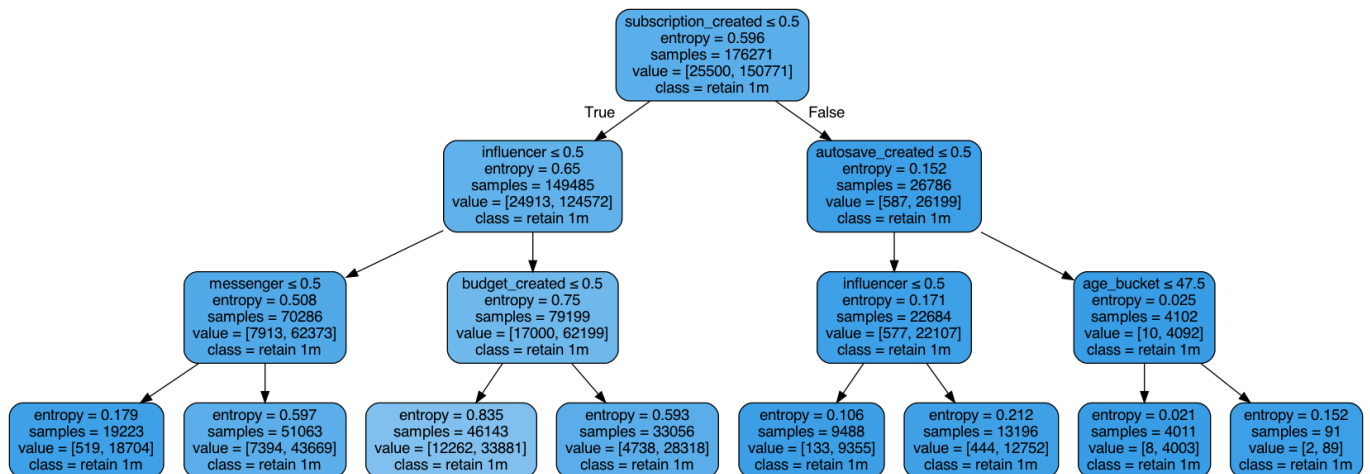 subscription_created ≤ 0.5
entropy = 0.596
samples = 176271
value = [25500, 150771]
class = retain 1m
True
False
influencer ≤ 0.5
entropy = 0.65
samples = 149485
value = [24913, 124572]
class = retain 1m
autosave_created ≤ 0.5
entropy = 0.152
samples = 26786
value = [587, 26199]
class = retain 1m
messenger ≤ 0.5
entropy = 0.508
samples = 70286
value = [7913, 62373]
class = retain 1m
budget_created ≤ 0.5
entropy = 0.75
samples = 79199
value = [17000, 62199]
class = retain 1m
influencer ≤ 0.5
entropy = 0.171
samples = 22684
value = [577, 22107]
class = retain 1m
age_bucket ≤ 47.5
entropy = 0.025
samples = 4102
value = [10, 4092]
class = retain 1m
entropy = 0.179
samples = 19223
value = [519, 18704]
class = retain 1m
entropy = 0.597
samples = 51063
value = [7394, 43669]
class = retain 1m
entropy = 0.835
samples = 46143
value = [12262, 33881]
class = retain 1m
entropy = 0.593
samples = 33056
value = [4738, 28318]
class = retain 1m
entropy = 0.106
samples = 9488
value = [133, 9355]
class = retain 1m
entropy = 0.212
samples = 13196
value = [444, 12752]
class = retain 1m
entropy = 0.021
samples = 4011
value = [8, 4003]
class = retain 1m
entropy = 0.152
samples = 91
value = [2, 89]
class = retain 1m